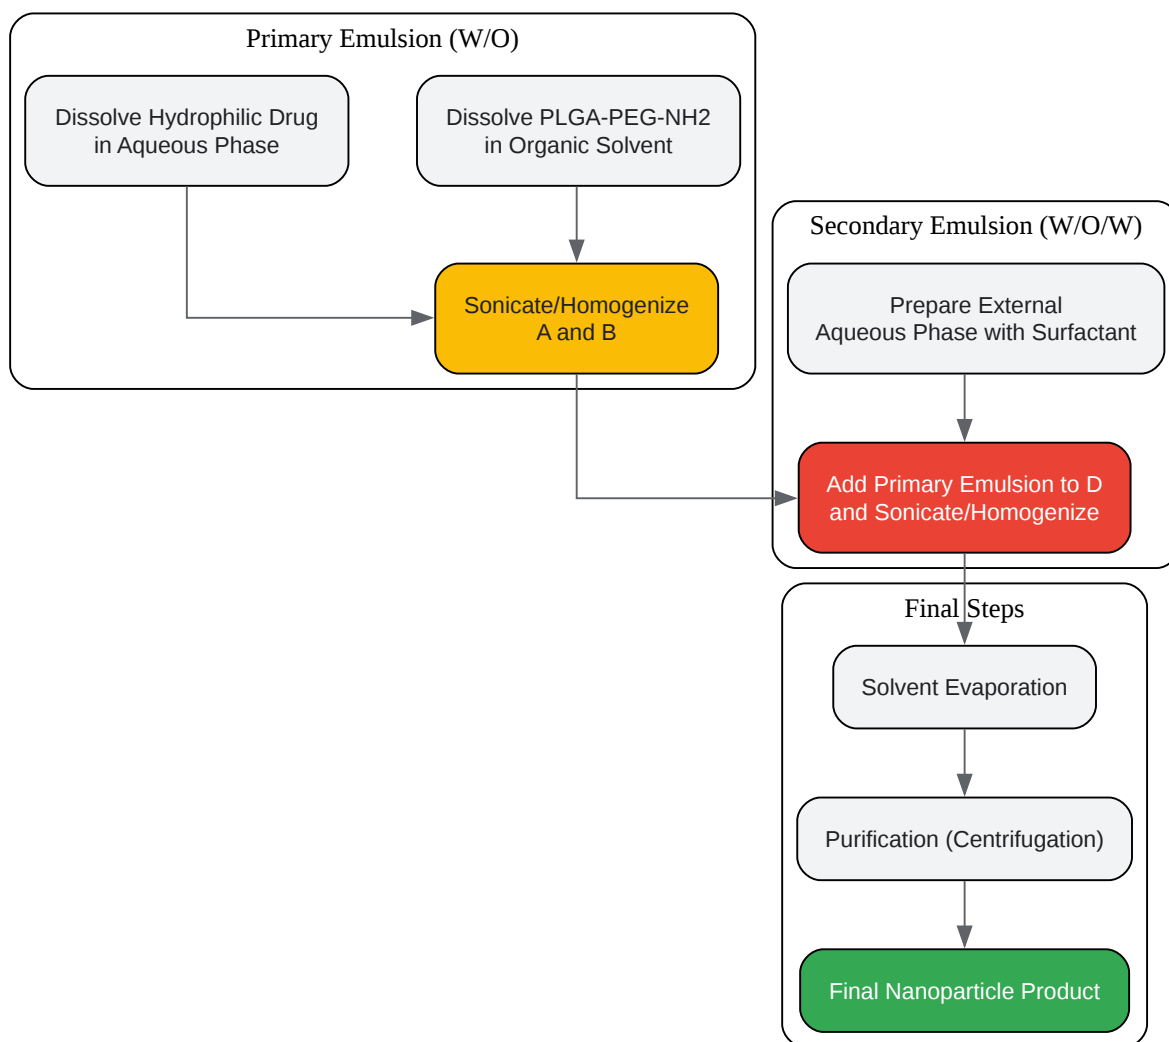 Primary Emulsion (W/O)
Dissolve Hydrophilic Drug
in Aqueous Phase
Dissolve PLGA-PEG-NH2
in Organic Solvent
Sonicate/Homogenize
A and B
Secondary Emulsion (W/O/W)
Prepare External
Aqueous Phase with Surfactant
Add Primary Emulsion to D
and Sonicate/Homogenize
Final Steps
Solvent Evaporation
Purification (Centrifugation)
Final Nanoparticle Product